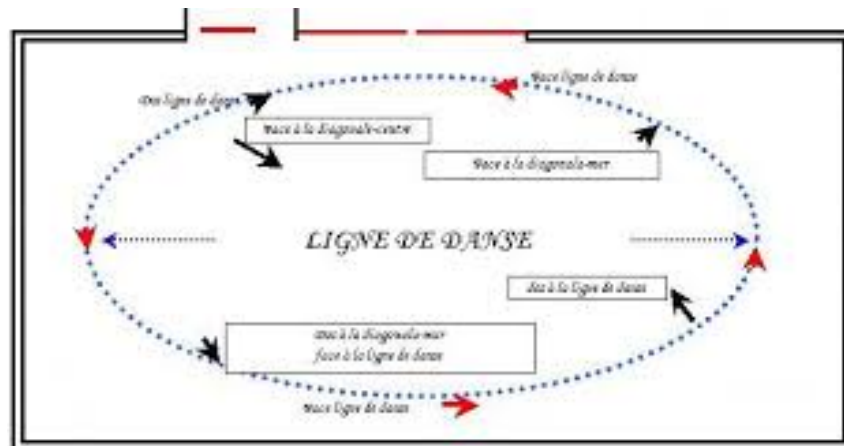 Face ligne de danse
Dos ligne de danse
Face à la diagonale-centre
Face à la diagonale-mer
LIGNE DE DANSE
dos à la ligne de danse
Dos à la diagonale-mur
face à la ligne de danse
Face ligne de danse